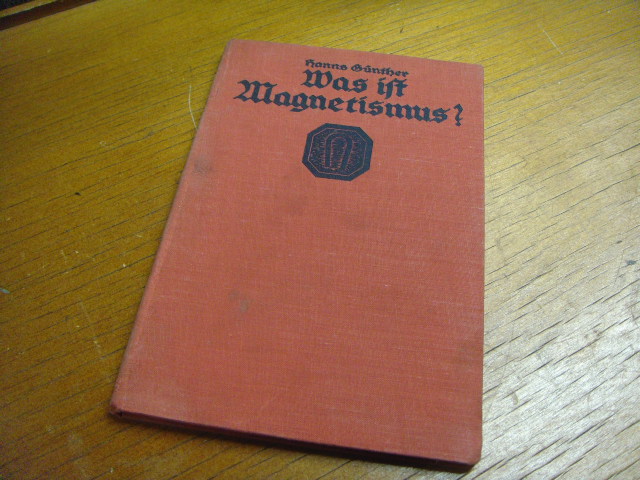 Hanns Günther
Was iſt
Magnetismus?